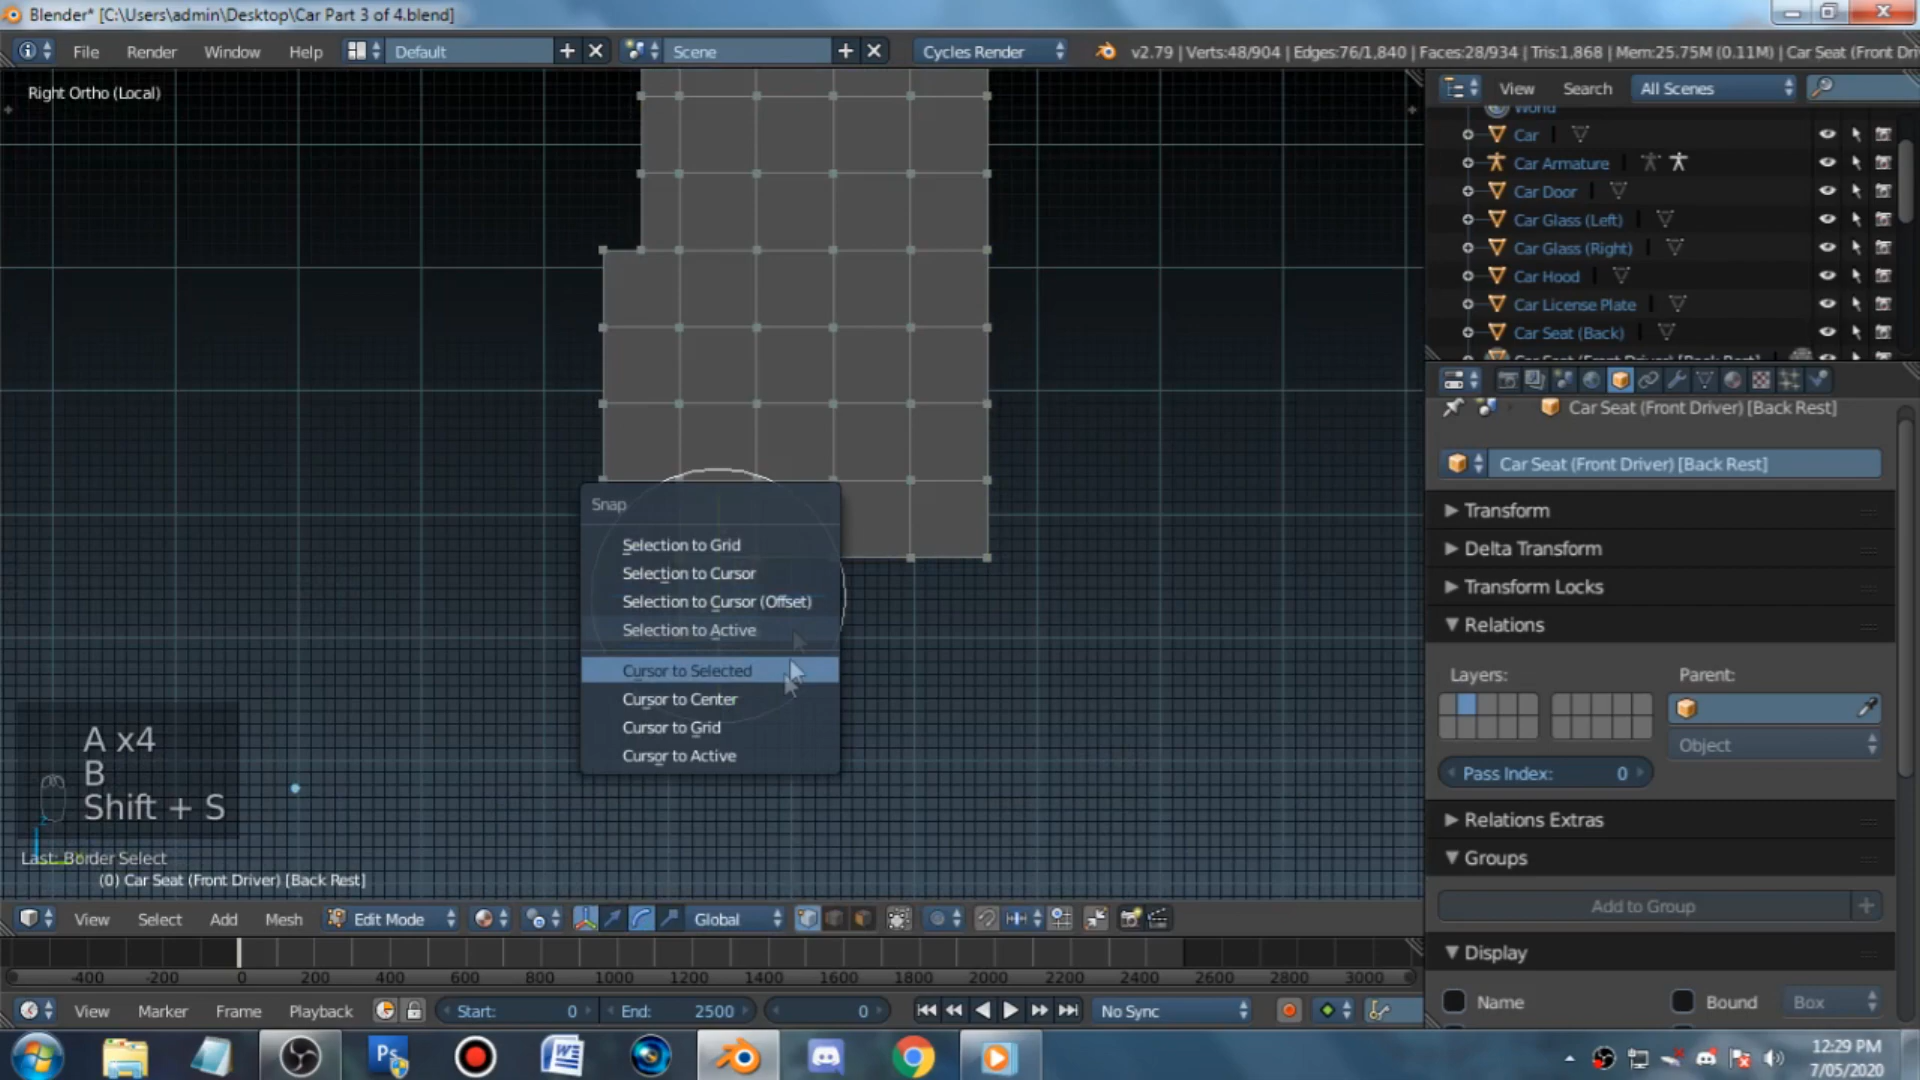 Blender* [C:\Users\admin\Desktop\Car Part 3 of 4.blend]
File Render Window Help Default Scene Cycles Render v2.79 | Verts:48/904 | Edges:76/1,840 | Faces:28/934 | Tris:1,868 | Mem:25.75M (0.11M) | Car Seat (Front Dri
Right Ortho (Local)
View Search All Scenes
World
Car
Car Armature
Car Door
Car Glass (Left)
Car Glass (Right)
Car Hood
Car License Plate
Car Seat (Back)
Car Seat (Front Driver) [Back Rest]
Car Seat (Front Driver) [Back Rest]
Car Seat (Front Driver) [Back Rest]
Transform
Delta Transform
Transform Locks
Relations
Layers: Parent:
Object
Pass Index: 0
Relations Extras
Groups
Add to Group
Display
Name Bound Box
Snap
Selection to Grid
Selection to Cursor
Selection to Cursor (Offset)
Selection to Active
Cursor to Selected
Cursor to Center
Cursor to Grid
Cursor to Active
A x4
B
Shift + S
Last: Border Select
(0) Car Seat (Front Driver) [Back Rest]
View Select Add Mesh Edit Mode Global
-400 -200 0 200 400 600 800 1000 1200 1400 1600 1800 2000 2200 2400 2600 2800 3000
View Marker Frame Playback Start: 0 End: 2500 0 No Sync
Ps W
12:29 PM
7/05/2020